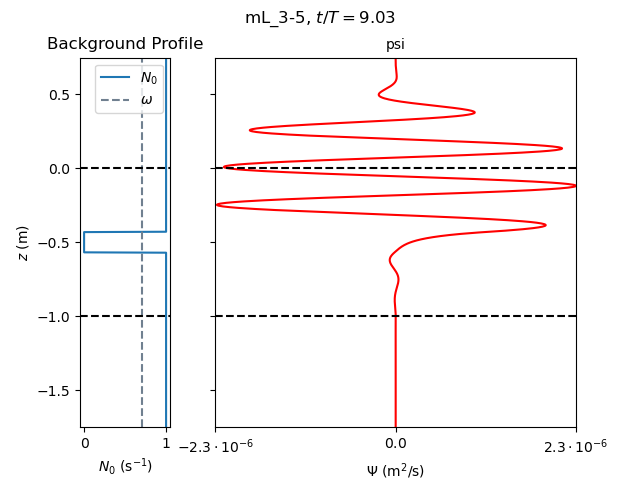 mL_3-5, t/T = 9.03
Background Profile
psi
N₀
ω
0.5
0.0
−0.5
−1.0
−1.5
z (m)
0 1
N₀ (s⁻¹)
−2.3 · 10⁻⁶ 0.0 2.3 · 10⁻⁶
Ψ (m²/s)